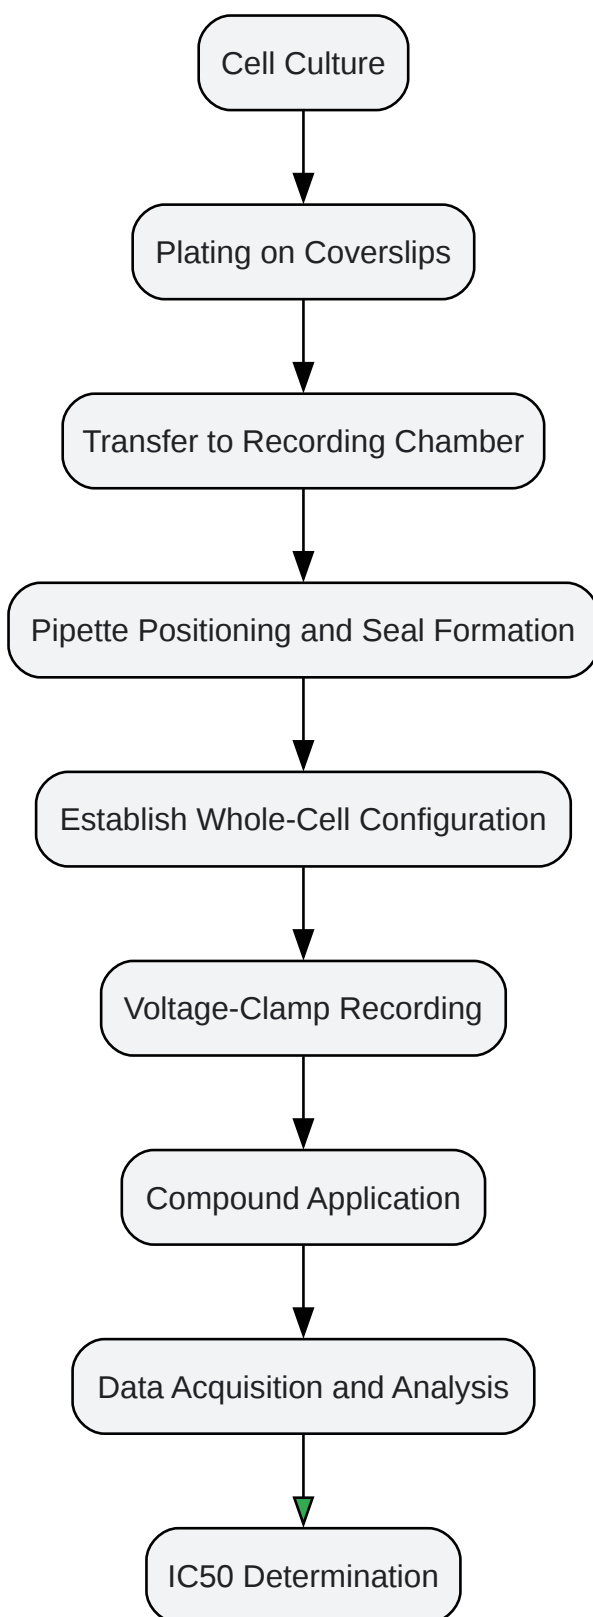 Cell Culture
Plating on Coverslips
Transfer to Recording Chamber
Pipette Positioning and Seal Formation
Establish Whole-Cell Configuration
Voltage-Clamp Recording
Compound Application
Data Acquisition and Analysis
IC50 Determination